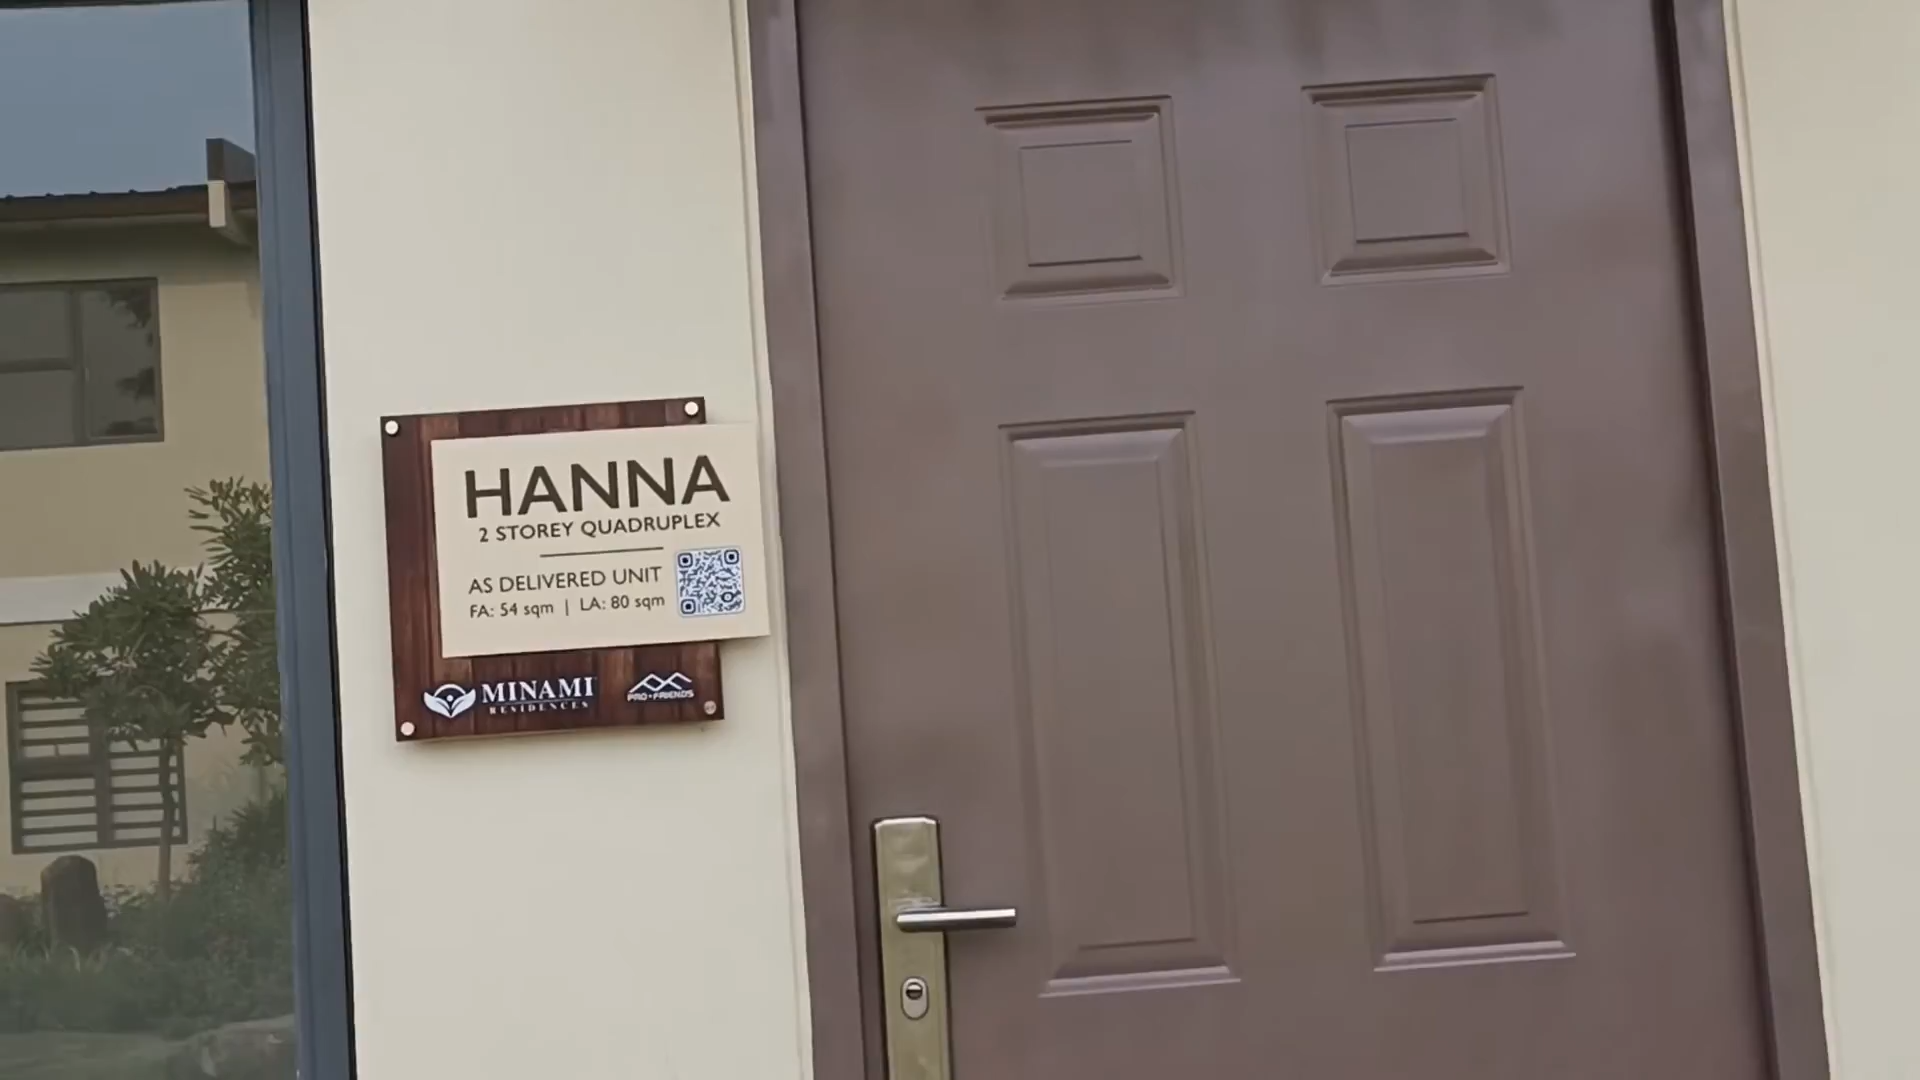 HANNA
2 STOREY QUADRUPLEX
AS DELIVERED UNIT
FA: 54 sqm | LA: 80 sqm
MINAMI
RESIDENCES
PRO•FRIENDS